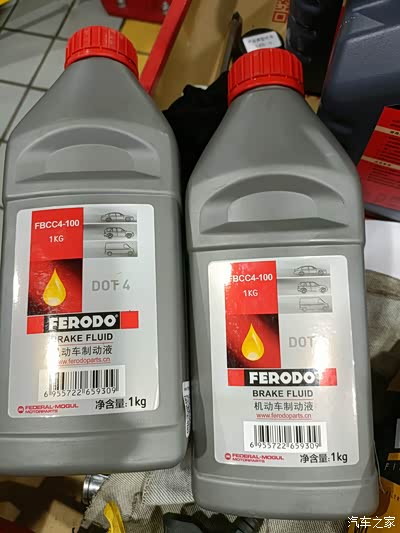 FBCC4-100
1KG
DOT 4
FERODO
BRAKE FLUID
机动车制动液
www.ferodoparts.cn
6 955722 659309
FEDERAL-MOGUL
MOTORPARTS
净含量:1kg
FBCC4-100
1KG
DOT
FERODO
BRAKE FLUID
机动车制动液
www.ferodoparts.cn
6 955722 659309
FEDERAL-MOGUL
MOTORPARTS
净含量:1kg
汽车之家